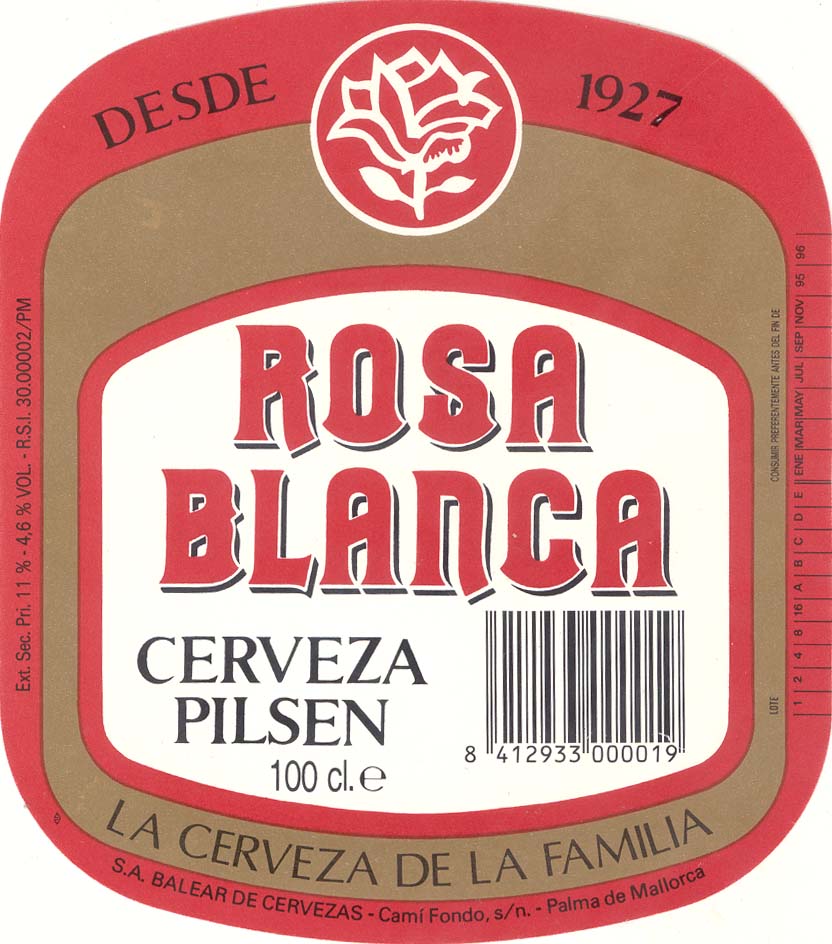 DESDE 1927
ROSA
BLANCA
CERVEZA
PILSEN
100 cl. e
8 412933 000019
LA CERVEZA DE LA FAMILIA
S.A. BALEAR DE CERVEZAS - Camí Fondo, s/n. - Palma de Mallorca
Ext. Sec. Pri. 11 % - 4,6 % VOL. - R.S.I. 30.00002/PM
CONSUMIR PREFERENTEMENTE ANTES DEL FIN DE
LOTE
1 2 4 8 16 A B C D E ENE MAR MAY JUL SEP NOV 95 96